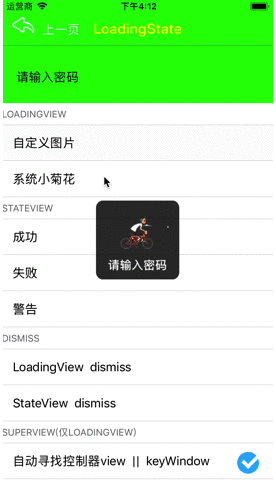 运营商 下午4:12
上一页 LoadingState
请输入密码
LOADINGVIEW
自定义图片
系统小菊花
STATEVIEW
成功
失败
请输入密码
警告
DISMISS
LoadingView dismiss
StateView dismiss
SUPERVIEW(仅LOADINGVIEW)
自动寻找控制器view || keyWindow